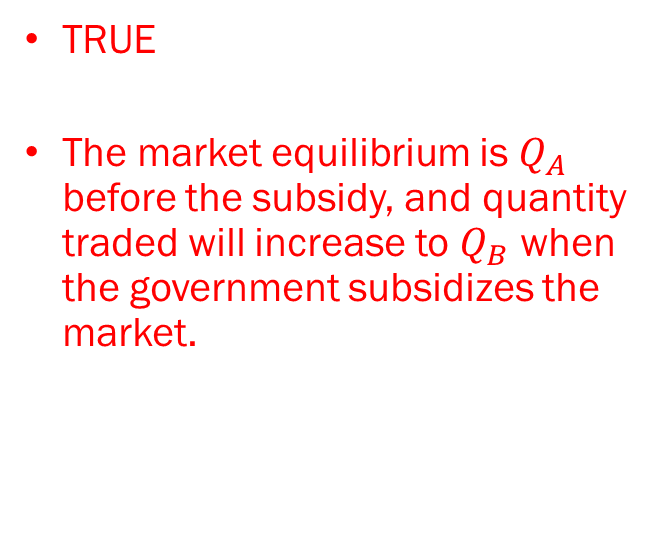 • TRUE
• The market equilibrium is Q_A
before the subsidy, and quantity
traded will increase to Q_B when
the government subsidizes the
market.